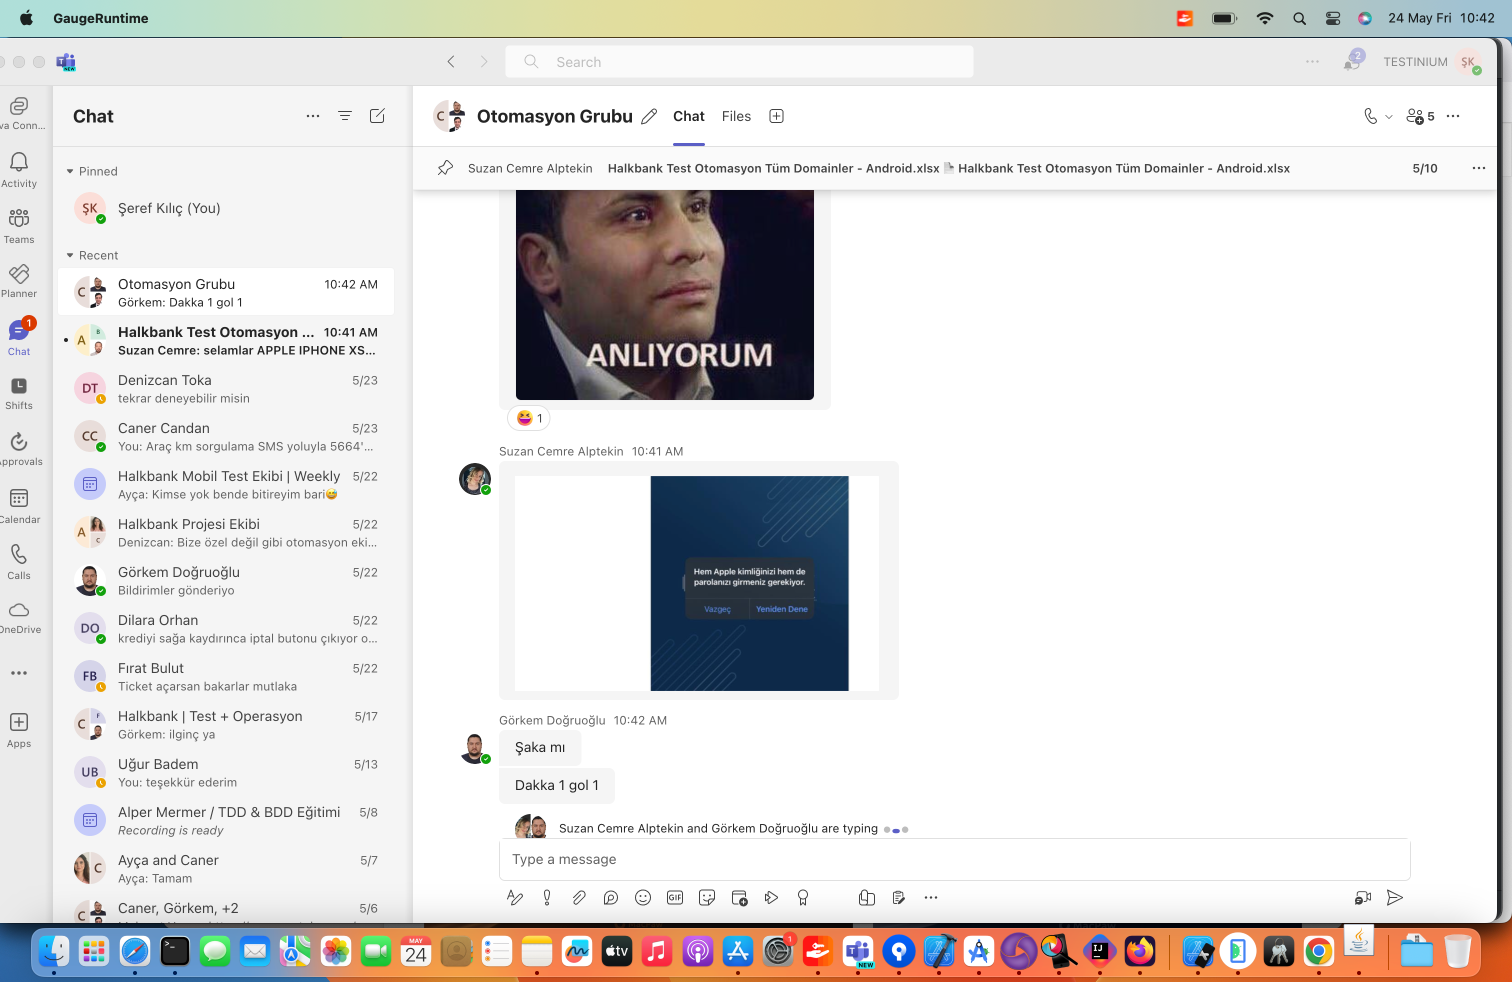 GaugeRuntime
24 May Fri 10:42
Search
2
TESTINIUM
ŞK
va Conn...
Activity
Teams
Planner
1
Chat
Shifts
Approvals
Calendar
Calls
OneDrive
Apps
Chat
Pinned
ŞK
Şeref Kılıç (You)
Recent
C
Otomasyon Grubu 10:42 AM
Görkem: Dakka 1 gol 1
A B
Halkbank Test Otomasyon ... 10:41 AM
Suzan Cemre: selamlar APPLE IPHONE XS...
DT
Denizcan Toka 5/23
tekrar deneyebilir misin
CC
Caner Candan 5/23
You: Araç km sorgulama SMS yoluyla 5664'...
Halkbank Mobil Test Ekibi | Weekly 5/22
Ayça: Kimse yok bende bitireyim bari😅
A C
Halkbank Projesi Ekibi 5/22
Denizcan: Bize özel değil gibi otomasyon eki...
Görkem Doğruoğlu 5/22
Bildirimler gönderiyo
DO
Dilara Orhan 5/22
krediyi sağa kaydırınca iptal butonu çıkıyor o...
FB
Fırat Bulut 5/22
Ticket açarsan bakarlar mutlaka
C F
Halkbank | Test + Operasyon 5/17
Görkem: ilginç ya
UB
Uğur Badem 5/13
You: teşekkür ederim
Alper Mermer / TDD & BDD Eğitimi 5/8
Recording is ready
C
Ayça and Caner 5/7
Ayça: Tamam
C
Caner, Görkem, +2 5/6
C
Otomasyon Grubu
Chat
Files
5
Suzan Cemre Alptekin Halkbank Test Otomasyon Tüm Domainler - Android.xlsx Halkbank Test Otomasyon Tüm Domainler - Android.xlsx 5/10
ANLIYORUM
😆 1
Suzan Cemre Alptekin 10:41 AM
Hem Apple kimliğinizi hem de
parolanızı girmeniz gerekiyor.
Vazgeç Yeniden Dene
Görkem Doğruoğlu 10:42 AM
Şaka mı
Dakka 1 gol 1
Suzan Cemre Alptekin and Görkem Doğruoğlu are typing
Type a message
GIF
MAY
24
tv
1
NEW
IJ